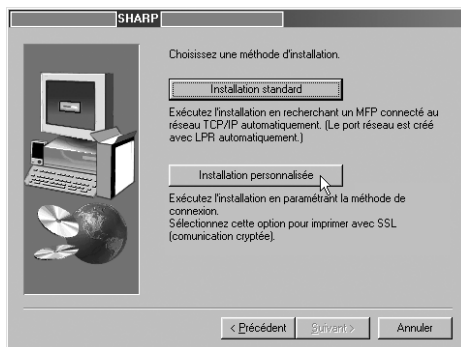 SHARP
Choisissez une méthode d'installation.
Installation standard
Exécutez l'installation en recherchant un MFP connecté au
réseau TCP/IP automatiquement. (Le port réseau est créé
avec LPR automatiquement.)
Installation personnalisée
Exécutez l'installation en paramétrant la méthode de
connexion.
Sélectionnez cette option pour imprimer avec SSL
(comunication cryptée).
< Précédent
Suivant >
Annuler